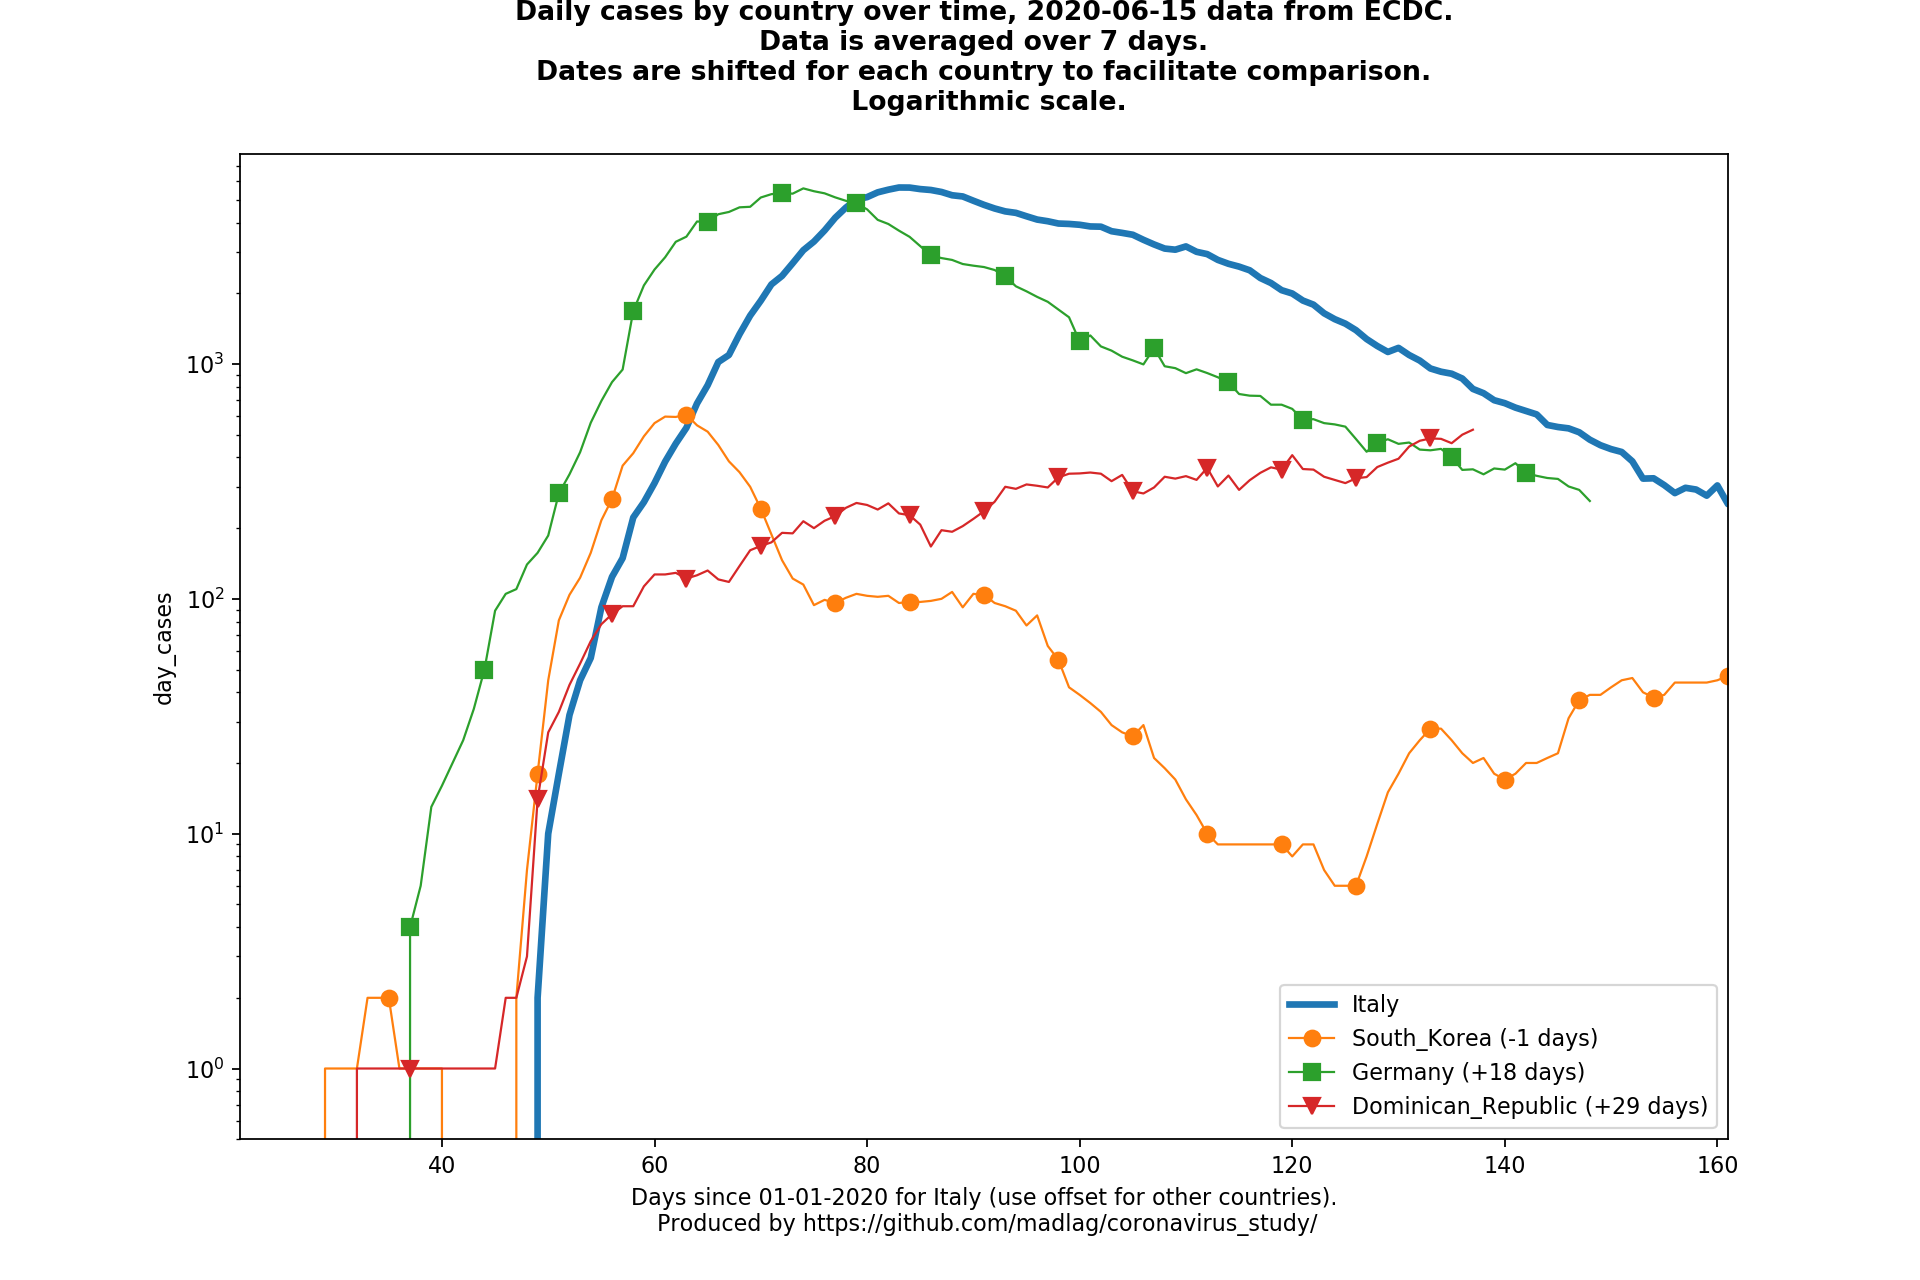 Daily cases by country over time, 2020-06-15 data from ECDC.
Data is averaged over 7 days.
Dates are shifted for each country to facilitate comparison.
Logarithmic scale.
10³
10²
10¹
10⁰
day_cases
40 60 80 100 120 140 160
Days since 01-01-2020 for Italy (use offset for other countries).
Produced by https://github.com/madlag/coronavirus_study/
Italy
South_Korea (-1 days)
Germany (+18 days)
Dominican_Republic (+29 days)